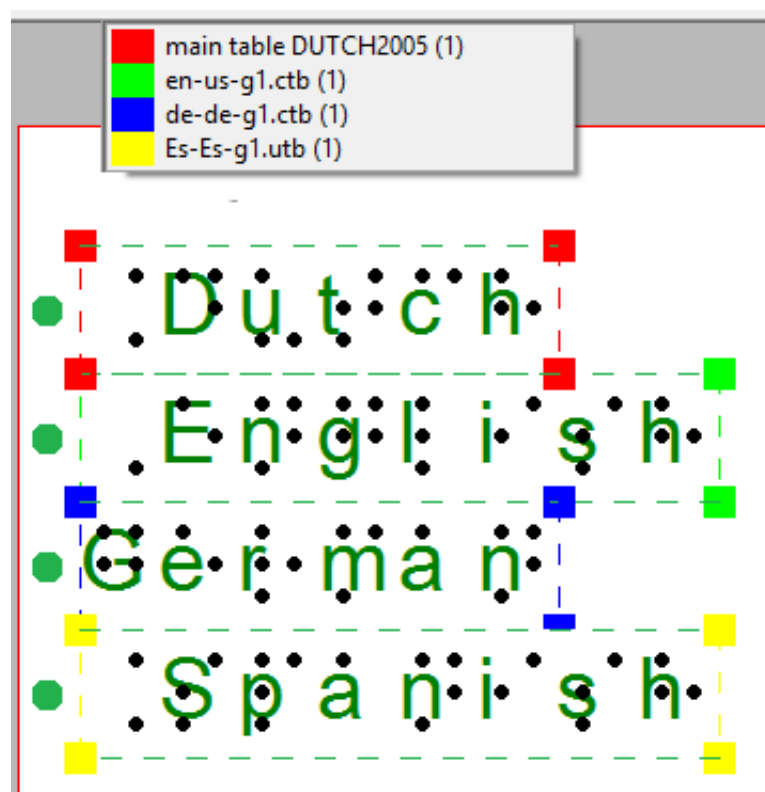 main table DUTCH2005 (1)
en-us-g1.ctb (1)
de-de-g1.ctb (1)
Es-Es-g1.utb (1)
Dutch
English
German
Spanish